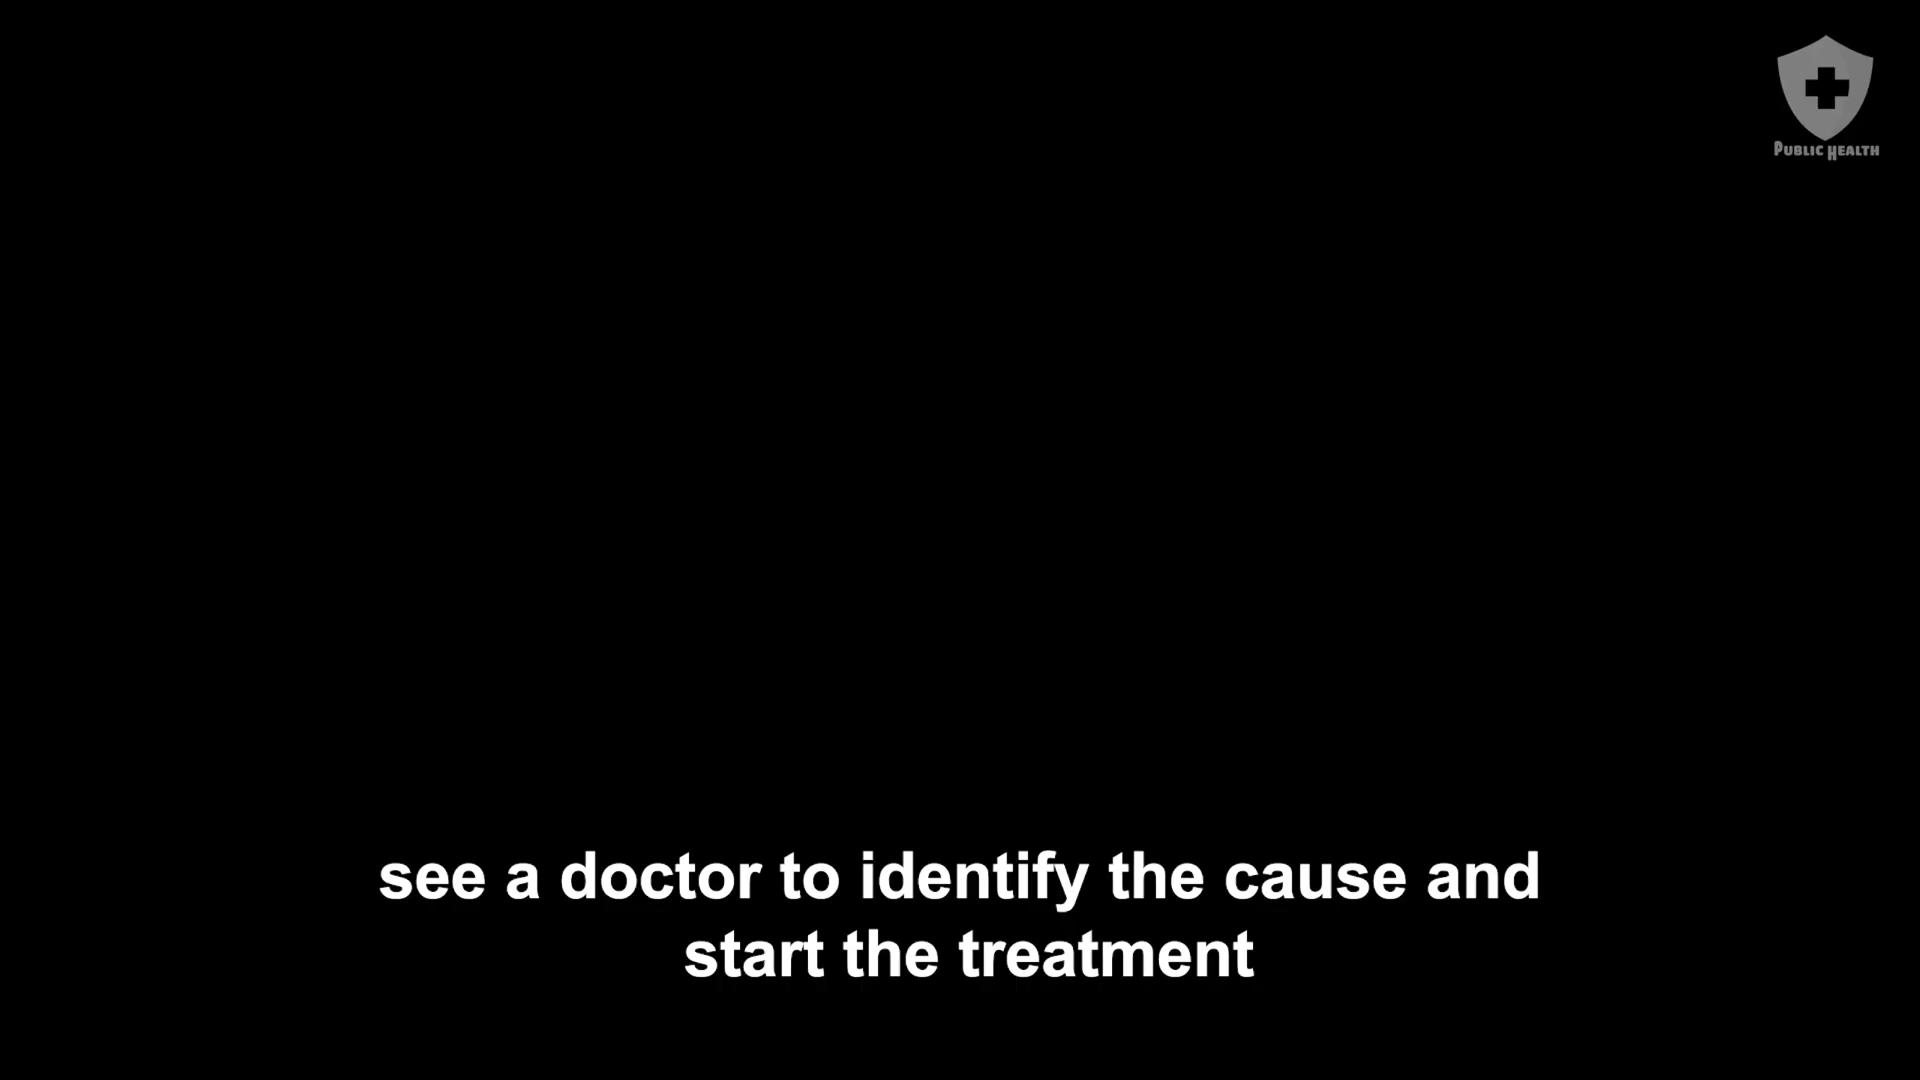 PUBLIC HEALTH
see a doctor to identify the cause and
start the treatment